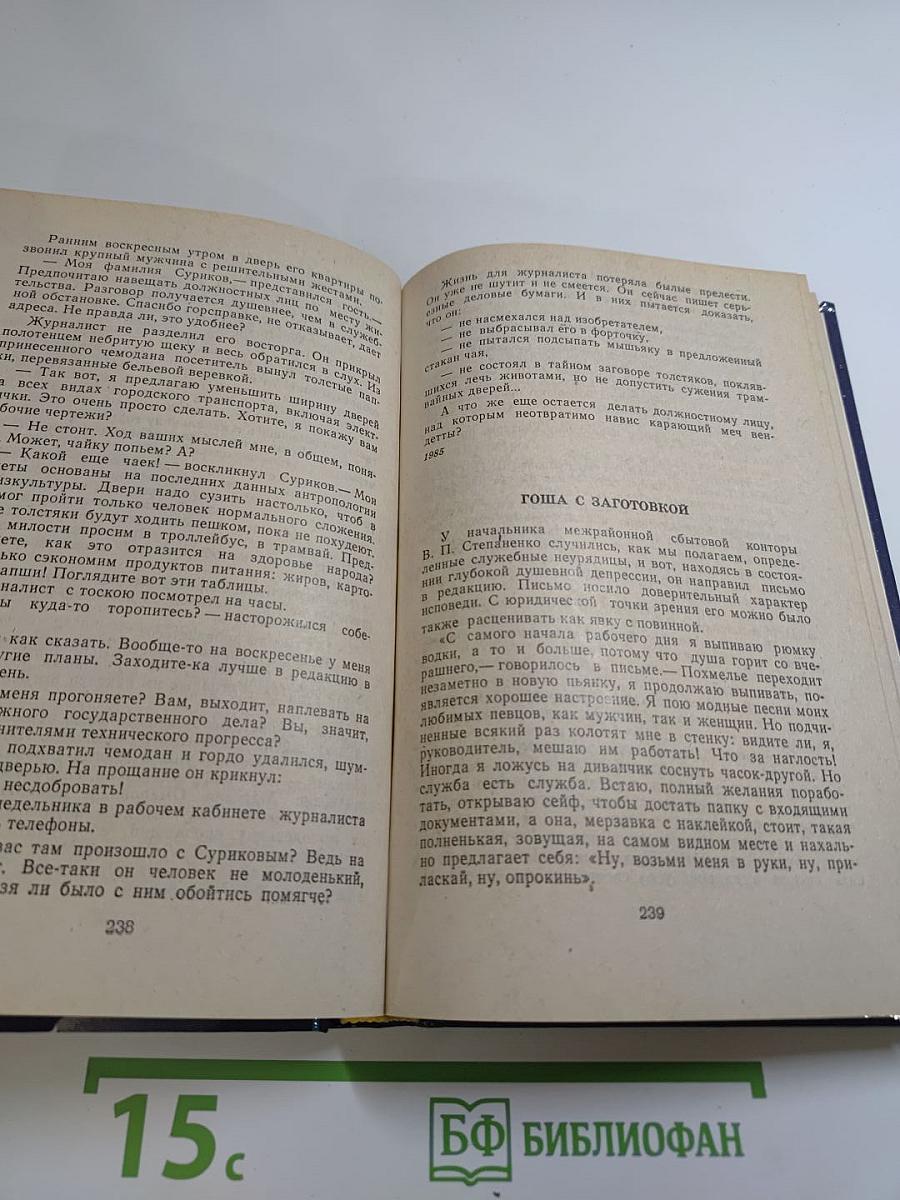 Ранним воскресным утром в дверь его квартиры по-
звонил крупный мужчина с решительными жестами.
— Моя фамилия Суриков,— представился гость.—
Предпочитаю навещать должностных лиц по месту жи-
тельства. Разговор получается душевнее, чем в служеб-
ной обстановке. Спасибо горсправке, не отказывает, дает
адреса. Не правда ли, это удобнее?
Журналист не разделил его восторга. Он прикрыл
полотенцем небритую щеку и весь обратился в слух. Из
принесенного чемодана посетитель вынул толстые пап-
ки, перевязанные бельевой веревкой.
— Так вот, я предлагаю уменьшить ширину дверей
а всех видах городского транспорта, включая элект-
ички. Это очень просто сделать. Хотите, я покажу вам
бочие чертежи?
— Не стоит. Ход ваших мыслей мне, в общем, поня-
Может, чайку попьем? А?
— Какой еще чаек! — воскликнул Суриков.— Мои
еты основаны на последних данных антропологии
изкультуры. Двери надо сузить настолько, чтоб в
мог пройти только человек нормального сложения.
е толстяки будут ходить пешком, пока не похудеют.
милости просим в троллейбус, в трамвай. Пред-
ете, как это отразится на здоровье народа?
лько сэкономим продуктов питания: жиров, карто-
апши! Поглядите вот эти таблицы.
налист с тоскою посмотрел на часы.
ы куда-то торопитесь? — насторожился собе-
как сказать. Вообще-то на воскресенье у меня
угие планы. Заходите-ка лучше в редакцию в
ень.
меня прогоняете? Вам, выходит, наплевать на
жного государственного дела? Вы, значит,
нителями технического прогресса?
подхватил чемодан и гордо удалился, шум-
дверью. На прощание он крикнул:
несдобровать!
недельника в рабочем кабинете журналиста
телефоны.
вас там произошло с Суриковым? Ведь на
т. Все-таки он человек не молоденький,
зя ли было с ним обойтись помягче?
238
Жизнь для журналиста потеряла былые прелести.
Он уже не шутит и не смеется. Он сейчас пишет серь-
езные деловые бумаги. И в них пытается доказать,
что он:
— не насмехался над изобретателем,
— не выбрасывал его в форточку,
— не пытался подсыпать мышьяку в предложенный
стакан чая,
— не состоял в тайном заговоре толстяков, покляв-
шихся лечь животами, но не допустить сужения трам-
вайных дверей...
А что же еще остается делать должностному лицу,
над которым неотвратимо навис карающий меч вен-
детты?
1985
ГОША С ЗАГОТОВКОЙ
У начальника межрайонной сбытовой конторы
В. П. Степаненко случились, как мы полагаем, опреде-
ленные служебные неурядицы, и вот, находясь в состоя-
нии глубокой душевной депрессии, он направил письмо
в редакцию. Письмо носило доверительный характер
исповеди. С юридической точки зрения его можно было
также расценивать как явку с повинной.
«С самого начала рабочего дня я выпиваю рюмку
водки, а то и больше, потому что душа горит со вче-
рашнего,— говорилось в письме.— Похмелье переходит
незаметно в новую пьянку, я продолжаю выпивать, по-
является хорошее настроение. Я пою модные песни моих
любимых певцов, как мужчин, так и женщин. Но подчи-
ненные всякий раз колотят мне в стенку: видите ли, я,
руководитель, мешаю им работать! Что за наглость!
Иногда я ложусь на диванчик соснуть часок-другой. Но
служба есть служба. Встаю, полный желания порабо-
тать, открываю сейф, чтобы достать папку с входящими
документами, а она, мерзавка с наклейкой, стоит, такая
полненькая, зовущая, на самом видном месте и нахаль-
но предлагает себя: «Ну, возьми меня в руки, ну, при-
ласкай, ну, опрокинь».
239
15 с
БФ БИБЛИОФАН